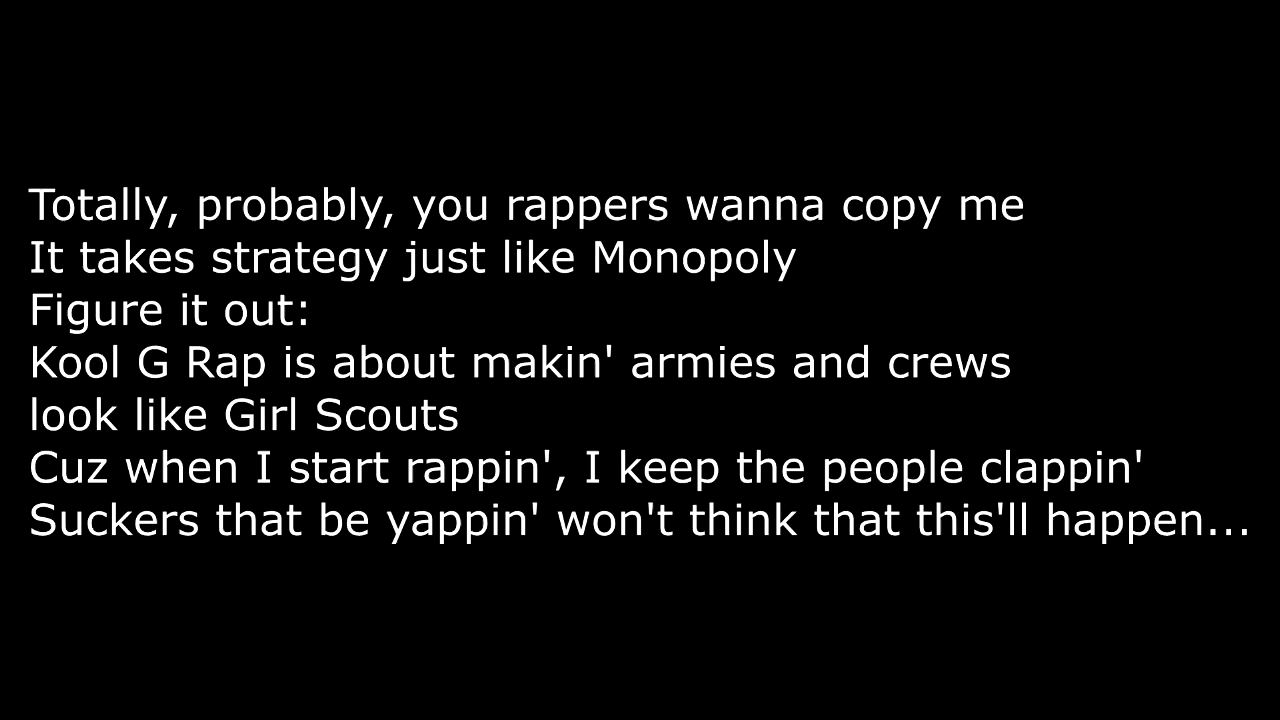 Totally, probably, you rappers wanna copy me
It takes strategy just like Monopoly
Figure it out:
Kool G Rap is about makin' armies and crews
look like Girl Scouts
Cuz when I start rappin', I keep the people clappin'
Suckers that be yappin' won't think that this'll happen...